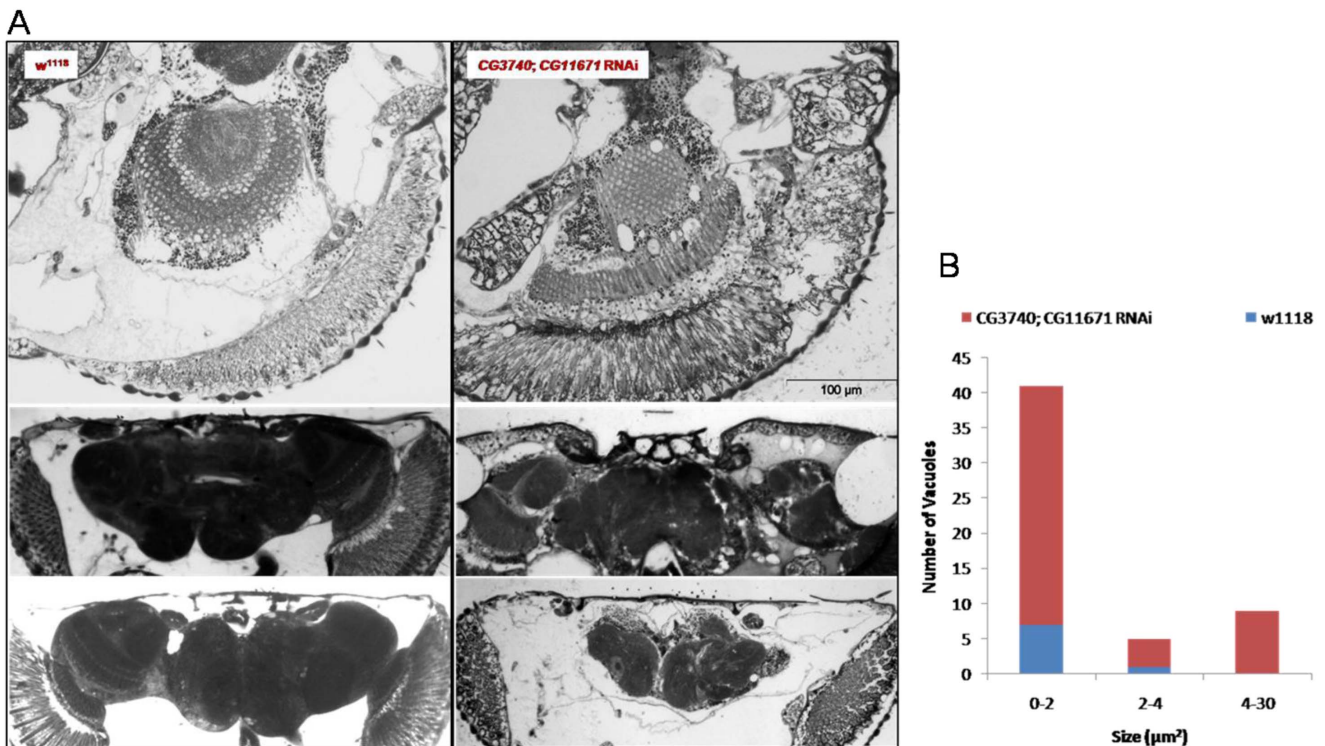 A
w1118
CG3740; CG11671 RNAi
100 µm
B
CG3740; CG11671 RNAi
w1118
45
40
35
30
25
20
15
10
5
0
Number of Vacuoles
0-2
2-4
4-30
Size (µm²)